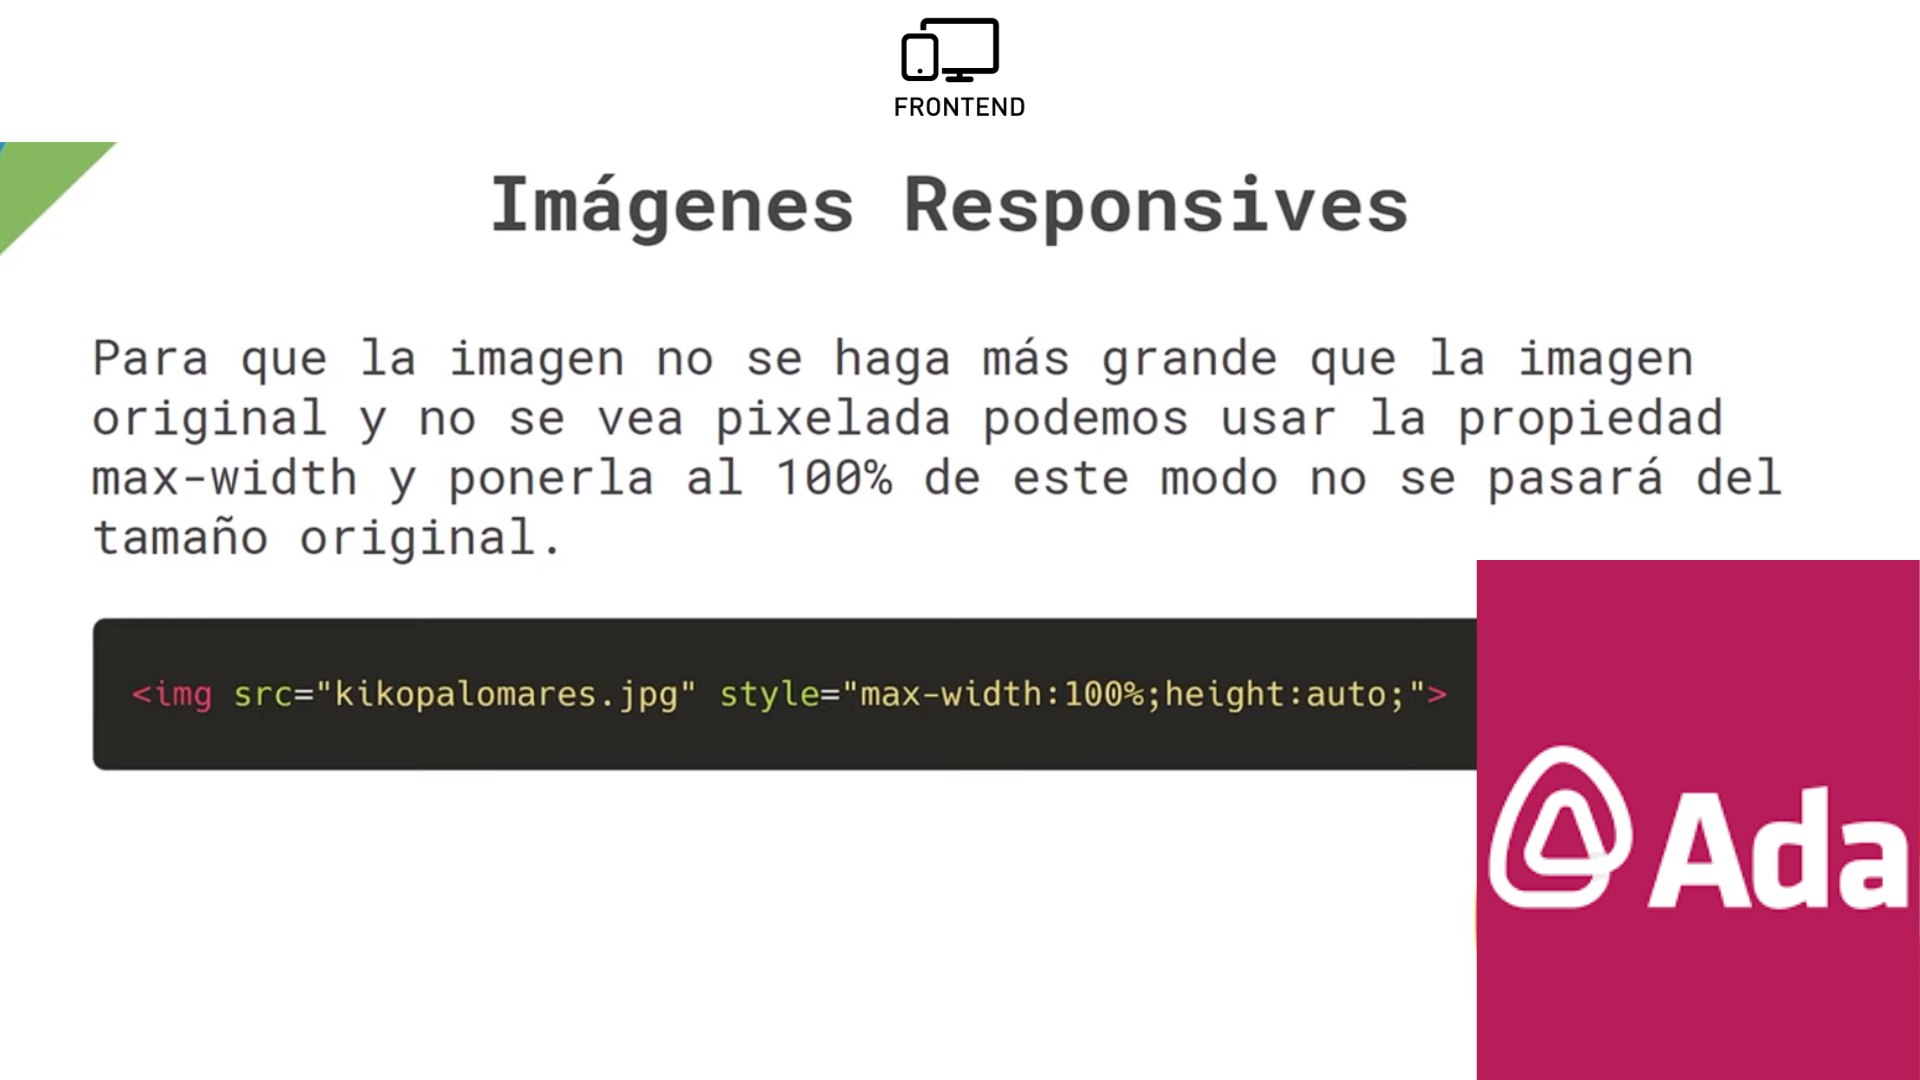 FRONTEND
Imágenes Responsives
Para que la imagen no se haga más grande que la imagen
original y no se vea pixelada podemos usar la propiedad
max-width y ponerla al 100% de este modo no se pasará del
tamaño original.
<img src="kikopalomares.jpg" style="max-width:100%;height:auto;">
Ada